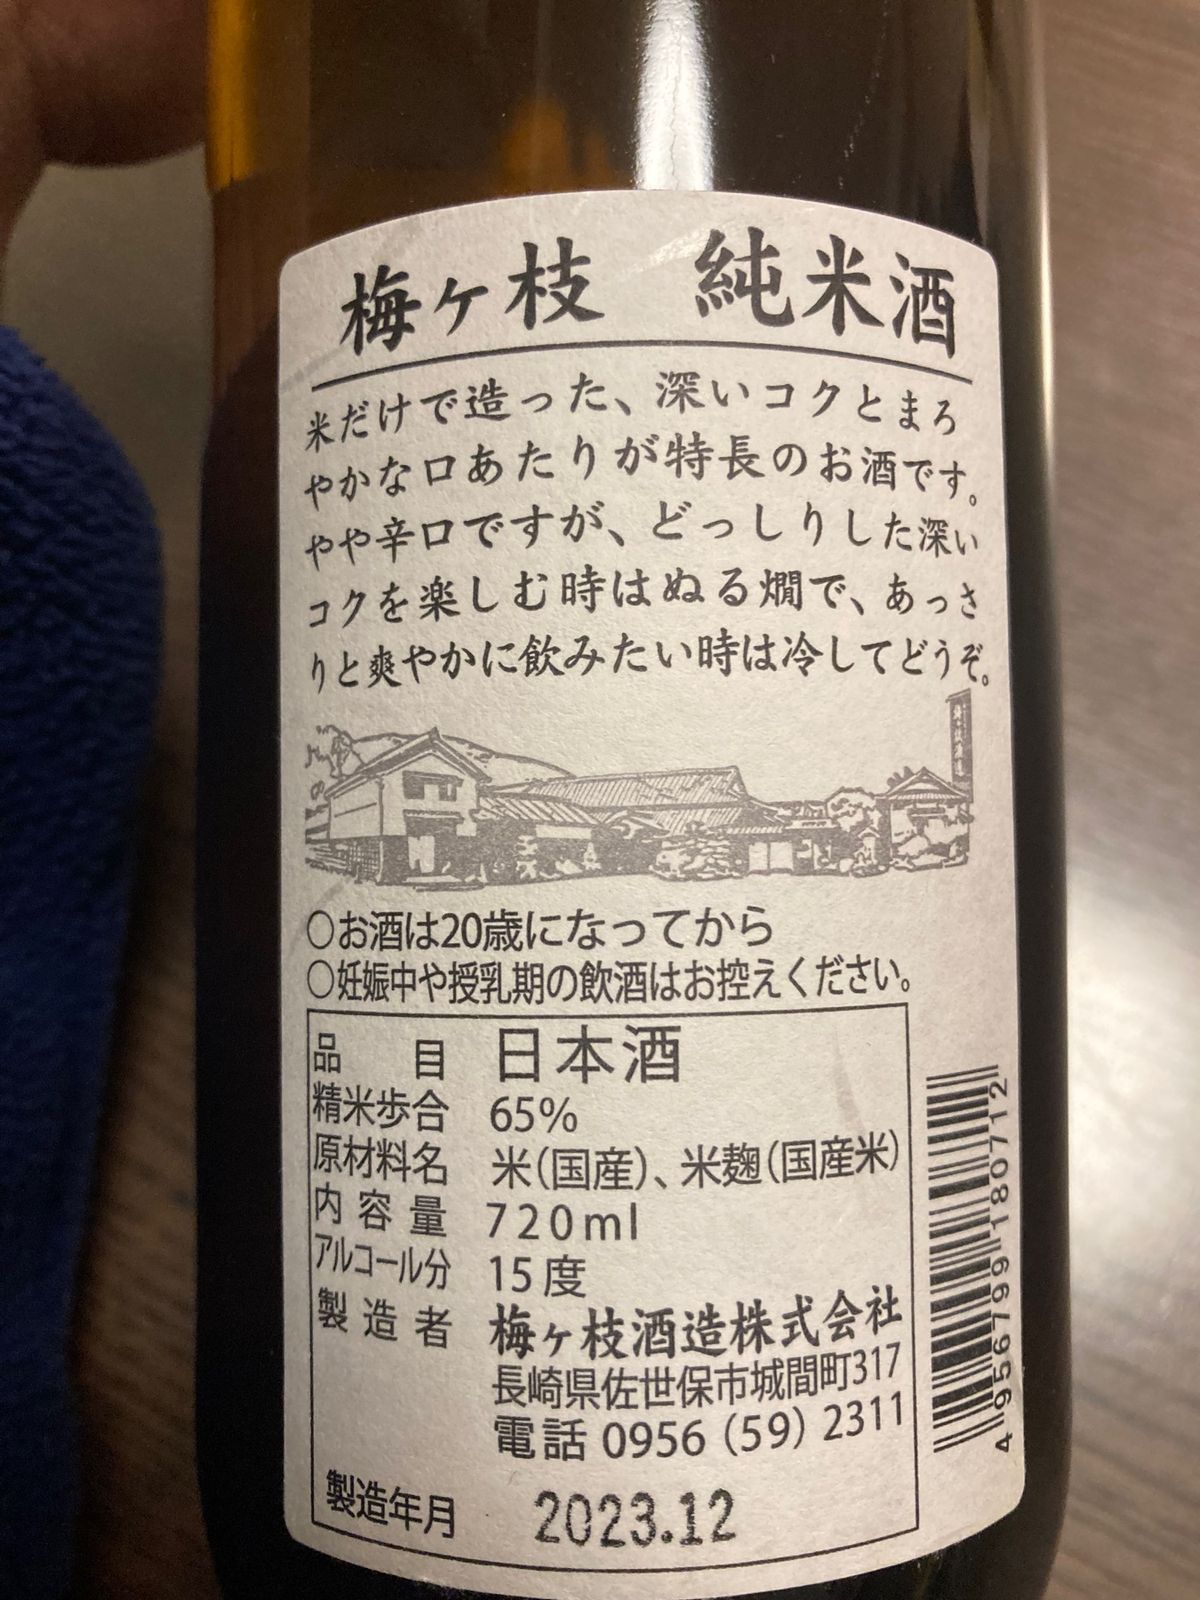 梅ヶ枝 純米酒
米だけで造った、深いコクとまろ
やかな口あたりが特長のお酒です。
やや辛口ですが、どっしりした深い
コクを楽しむ時はぬる燗で、あっさ
りと爽やかに飲みたい時は冷してどうぞ。
○お酒は20歳になってから
○妊娠中や授乳期の飲酒はお控えください。
品目 日本酒
精米歩合 65%
原材料名 米(国産)、米麹(国産米)
内容量 720ml
アルコール分 15度
製造者 梅ヶ枝酒造株式会社
長崎県佐世保市城間町317
電話 0956 (59) 2311
製造年月 2023.12
4 956799 180712